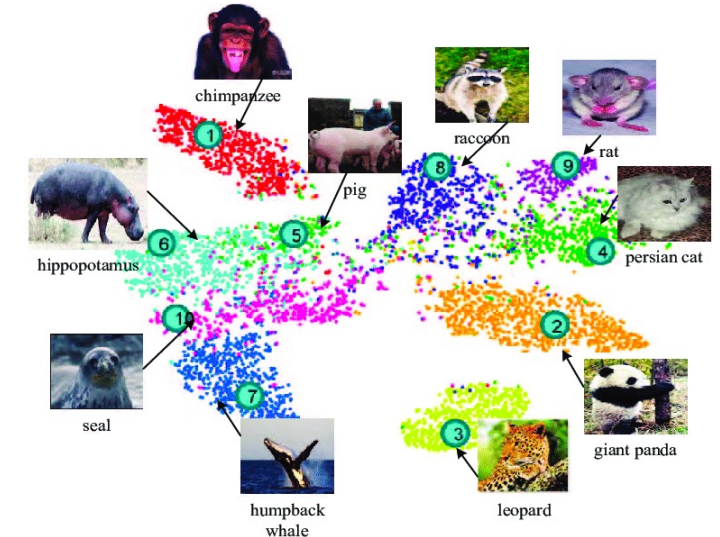 chimpanzee
1
pig
raccoon
8
9
rat
hippopotamus
6
5
4
persian cat
10
2
seal
7
3
giant panda
humpback
whale
leopard